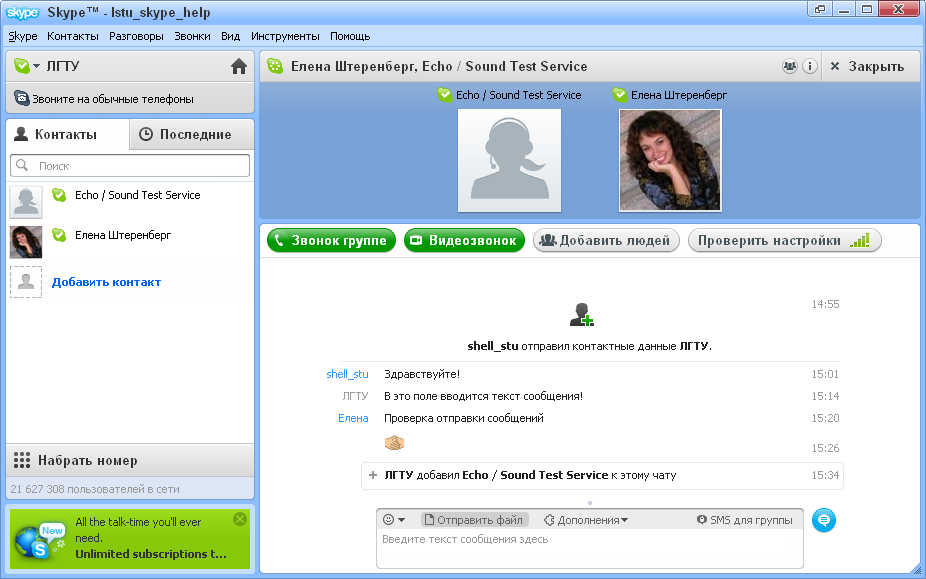 skype Skype™ - lstu_skype_help
Skype Контакты Разговоры Звонки Вид Инструменты Помощь
ЛГТУ
Звоните на обычные телефоны
Контакты Последние
Поиск
Echo / Sound Test Service
Елена Штеренберг
Добавить контакт
Набрать номер
21 627 308 пользователей в сети
New
S
All the talk-time you'll ever
need.
Unlimited subscriptions t...
Елена Штеренберг, Echo / Sound Test Service Закрыть
Echo / Sound Test Service Елена Штеренберг
Звонок группе Видеозвонок Добавить людей Проверить настройки
14:55
shell_stu отправил контактные данные ЛГТУ.
shell_stu Здравствуйте! 15:01
ЛГТУ В это поле вводится текст сообщения! 15:14
Елена Проверка отправки сообщений 15:20
15:26
ЛГТУ добавил Echo / Sound Test Service к этому чату 15:34
Отправить файл Дополнения SMS для группы
Введите текст сообщения здесь